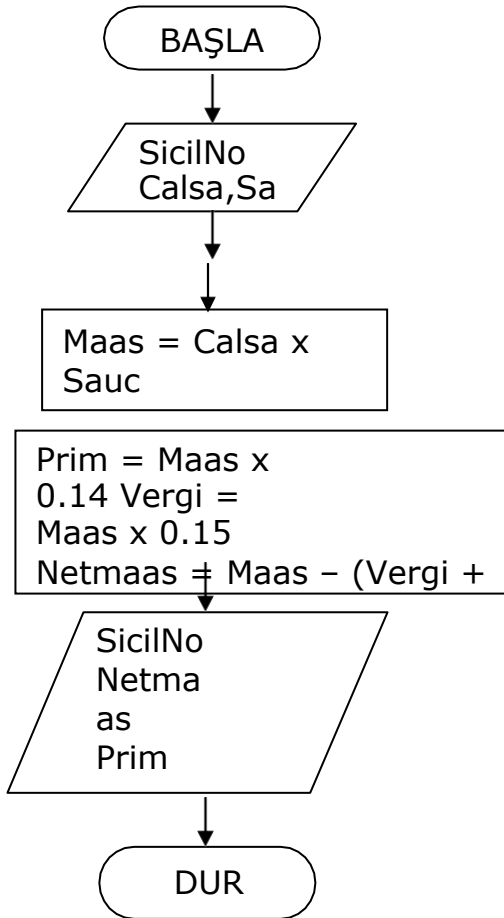 BAŞLA
SicilNo
Calsa,Sa
Maas = Calsa x
Sauc
Prim = Maas x
0.14 Vergi =
Maas x 0.15
Netmaas = Maas – (Vergi +
SicilNo
Netma
as
Prim
DUR